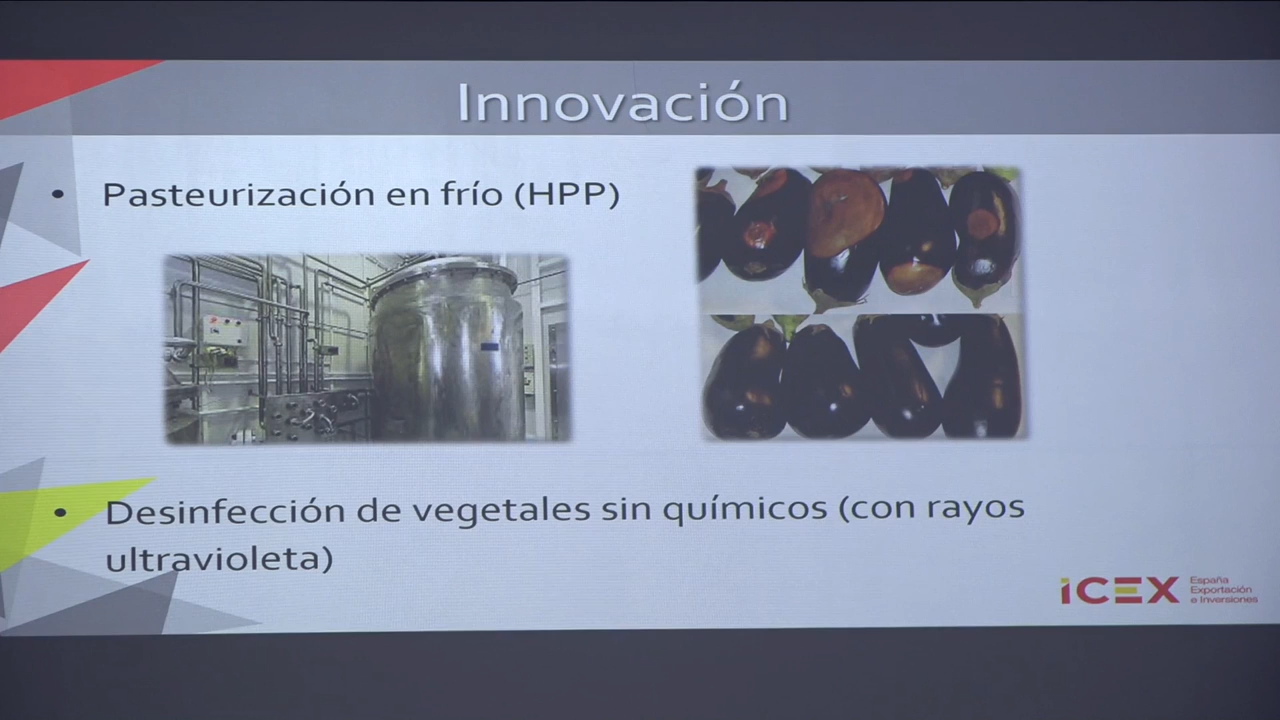 Innovación
• Pasteurización en frío (HPP)
• Desinfección de vegetales sin químicos (con rayos
ultravioleta)
iCEX
España
Exportación
e Inversiones